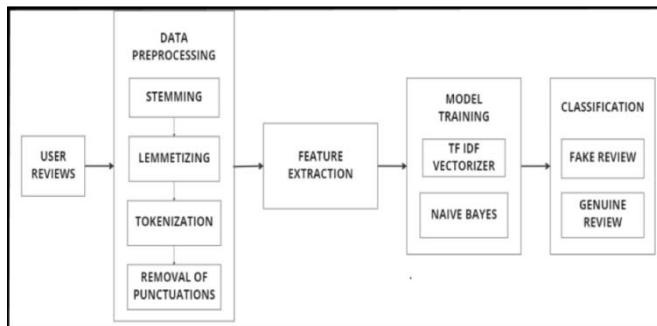 USER
REVIEWS
DATA
PREPROCESSING
STEMMING
LEMMETIZING
TOKENIZATION
REMOVAL OF
PUNCTUATIONS
FEATURE
EXTRACTION
MODEL
TRAINING
TF IDF
VECTORIZER
NAIVE BAYES
CLASSIFICATION
FAKE REVIEW
GENUINE
REVIEW